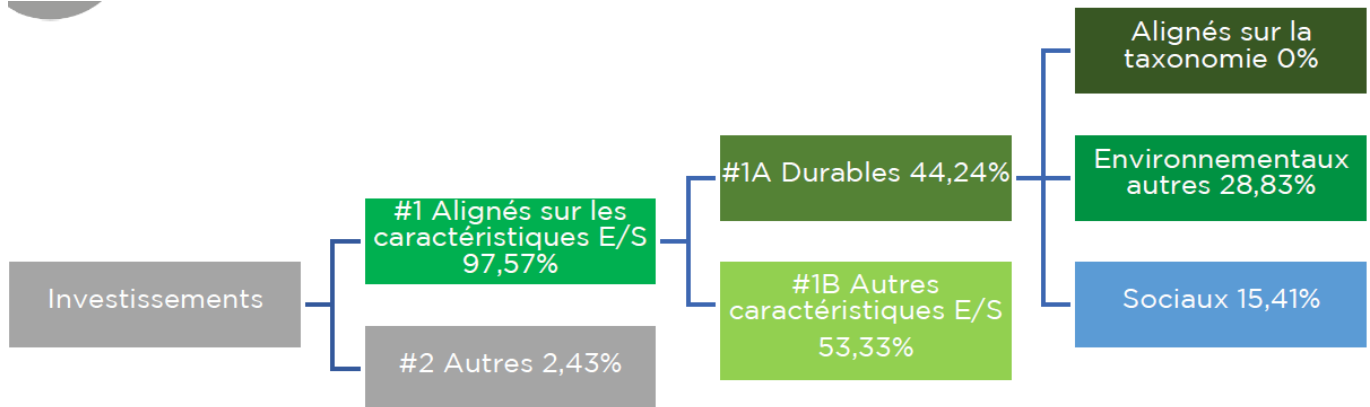 Investissements
#1 Alignés sur les
caractéristiques E/S
97,57%
#2 Autres 2,43%
#1A Durables 44,24%
#1B Autres
caractéristiques E/S
53,33%
Alignés sur la
taxonomie 0%
Environnementaux
autres 28,83%
Sociaux 15,41%